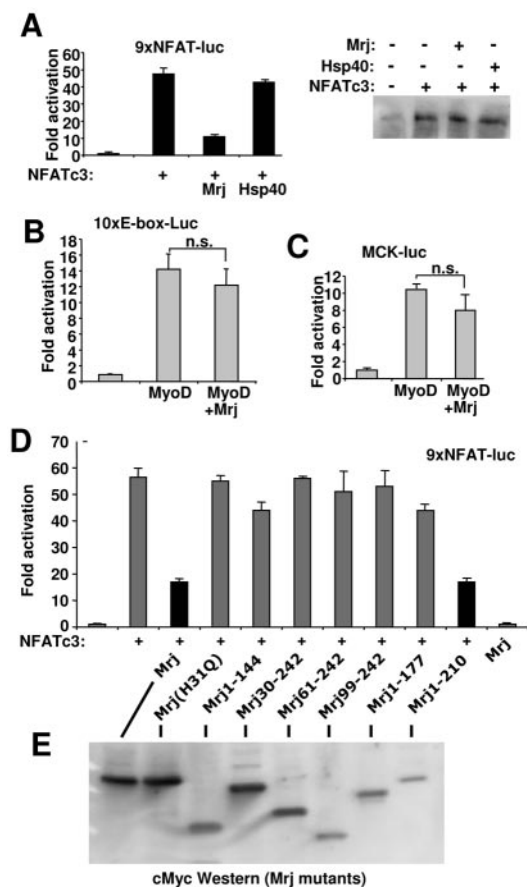 A
9xNFAT-luc
Fold activation
50
40
30
20
10
0
NFATc3: + + +
Mrj Hsp40
Mrj: - - + -
Hsp40: - - - +
NFATc3: - + + +
B
10xE-box-Luc
n.s.
Fold activation
16
14
12
10
8
6
4
2
0
MyoD MyoD
+Mrj
C
MCK-luc
n.s.
Fold activation
12
10
8
6
4
2
0
MyoD MyoD
+Mrj
D
9xNFAT-luc
Fold activation
70
60
50
40
30
20
10
0
NFATc3: + + + + + + + + +
Mrj
Mrj(H31Q)
Mrj1-144
Mrj30-242
Mrj61-242
Mrj99-242
Mrj1-177
Mrj1-210
Mrj
E
cMyc Western (Mrj mutants)